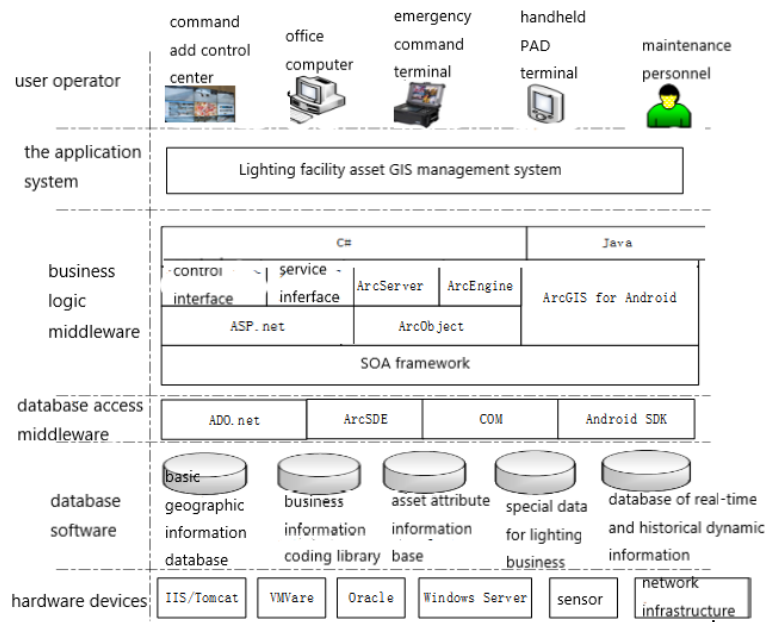 user operator
command
add control
center
office
computer
emergency
command
terminal
handheld
PAD
terminal
maintenance
personnel
the application
system
Lighting facility asset GIS management system
business
logic
middleware
C#
Java
control
interface
service
inferface
ArcServer
ArcEngine
ArcGIS for Android
ASP.net
ArcObject
SOA framework
database access
middleware
ADO.net
ArcSDE
COM
Android SDK
database
software
basic
geographic
information
database
business
information
coding library
asset attribute
information
base
special data
for lighting
business
database of real-time
and historical dynamic
information
hardware devices
IIS/Tomcat
VMVare
Oracle
Windows Server
sensor
network
infrastructure